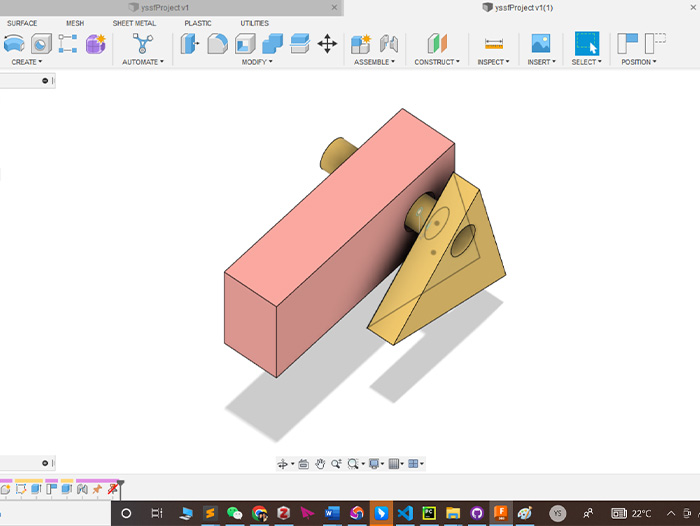 yssfProject v1
yssfProject v1(1)
SURFACE MESH SHEET METAL PLASTIC UTILITIES
CREATE AUTOMATE MODIFY ASSEMBLE CONSTRUCT INSPECT INSERT SELECT POSITION
YS 22°C